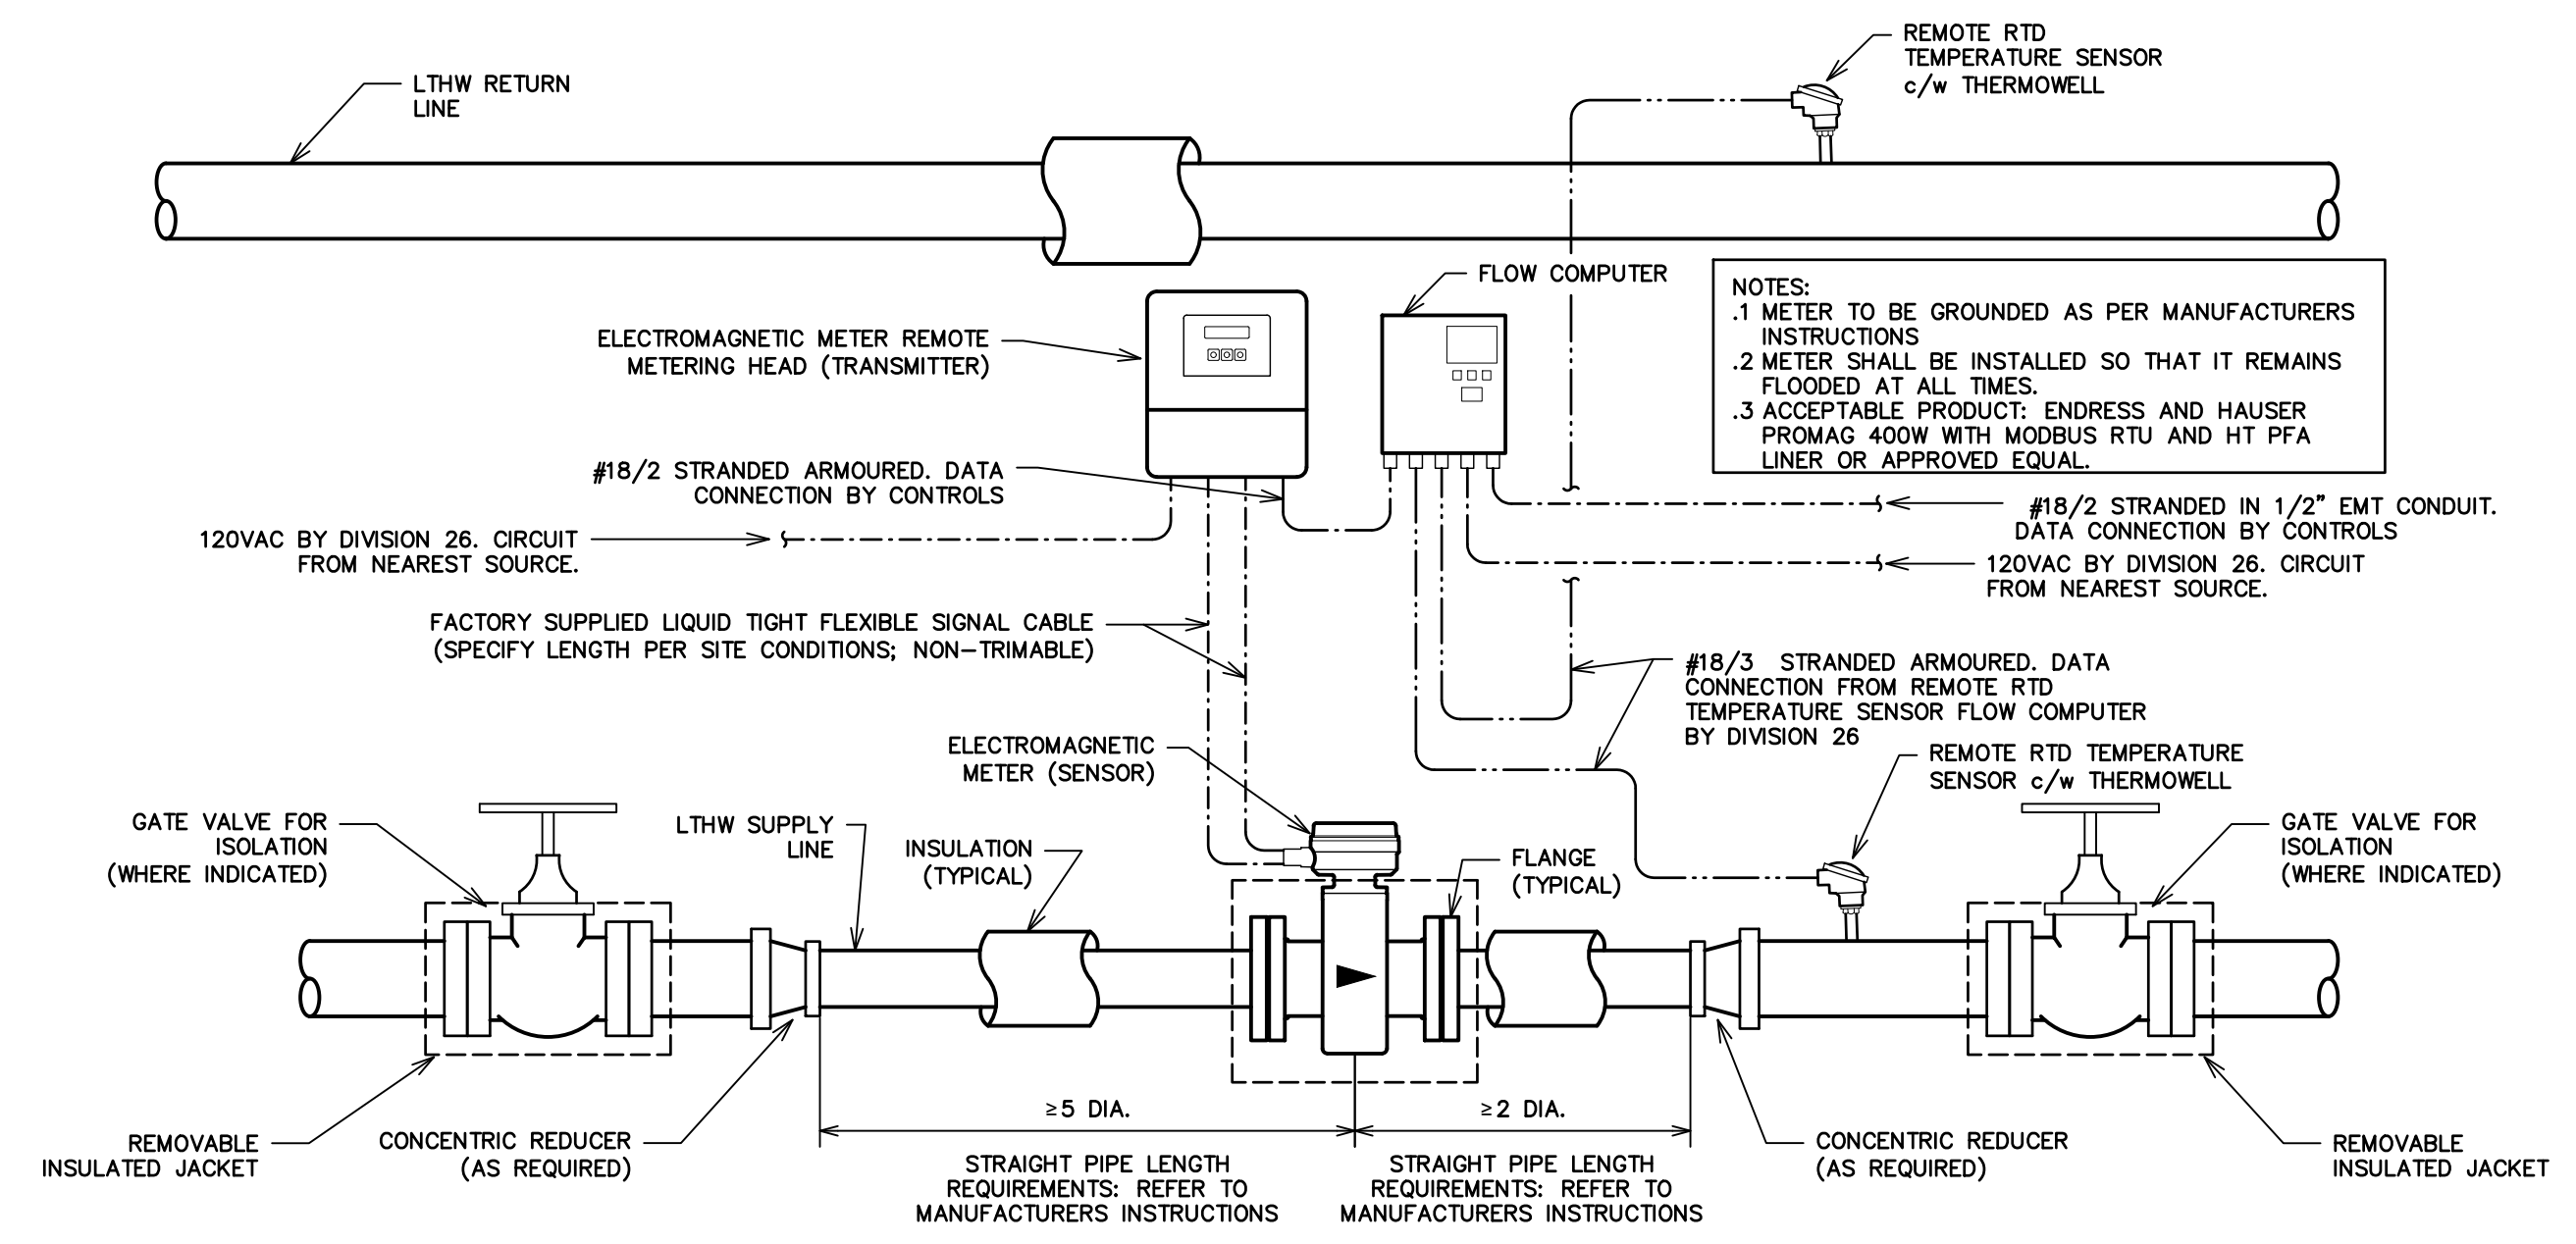 REMOTE RTD
TEMPERATURE SENSOR
c/w THERMOWELL
LTHW RETURN
LINE
FLOW COMPUTER
NOTES:
.1 METER TO BE GROUNDED AS PER MANUFACTURERS
INSTRUCTIONS
.2 METER SHALL BE INSTALLED SO THAT IT REMAINS
FLOODED AT ALL TIMES.
.3 ACCEPTABLE PRODUCT: ENDRESS AND HAUSER
PROMAG 400W WITH MODBUS RTU AND HT PFA
LINER OR APPROVED EQUAL.
ELECTROMAGNETIC METER REMOTE
METERING HEAD (TRANSMITTER)
#18/2 STRANDED ARMOURED. DATA
CONNECTION BY CONTROLS
120VAC BY DIVISION 26. CIRCUIT
FROM NEAREST SOURCE.
#18/2 STRANDED IN 1/2" EMT CONDUIT.
DATA CONNECTION BY CONTROLS
120VAC BY DIVISION 26. CIRCUIT
FROM NEAREST SOURCE.
FACTORY SUPPLIED LIQUID TIGHT FLEXIBLE SIGNAL CABLE
(SPECIFY LENGTH PER SITE CONDITIONS; NON-TRIMABLE)
#18/3 STRANDED ARMOURED. DATA
CONNECTION FROM REMOTE RTD
TEMPERATURE SENSOR FLOW COMPUTER
BY DIVISION 26
ELECTROMAGNETIC
METER (SENSOR)
REMOTE RTD TEMPERATURE
SENSOR c/w THERMOWELL
GATE VALVE FOR
ISOLATION
(WHERE INDICATED)
LTHW SUPPLY
LINE
INSULATION
(TYPICAL)
FLANGE
(TYPICAL)
GATE VALVE FOR
ISOLATION
(WHERE INDICATED)
≥5 DIA.
≥2 DIA.
REMOVABLE
INSULATED JACKET
CONCENTRIC REDUCER
(AS REQUIRED)
STRAIGHT PIPE LENGTH
REQUIREMENTS: REFER TO
MANUFACTURERS INSTRUCTIONS
STRAIGHT PIPE LENGTH
REQUIREMENTS: REFER TO
MANUFACTURERS INSTRUCTIONS
CONCENTRIC REDUCER
(AS REQUIRED)
REMOVABLE
INSULATED JACKET